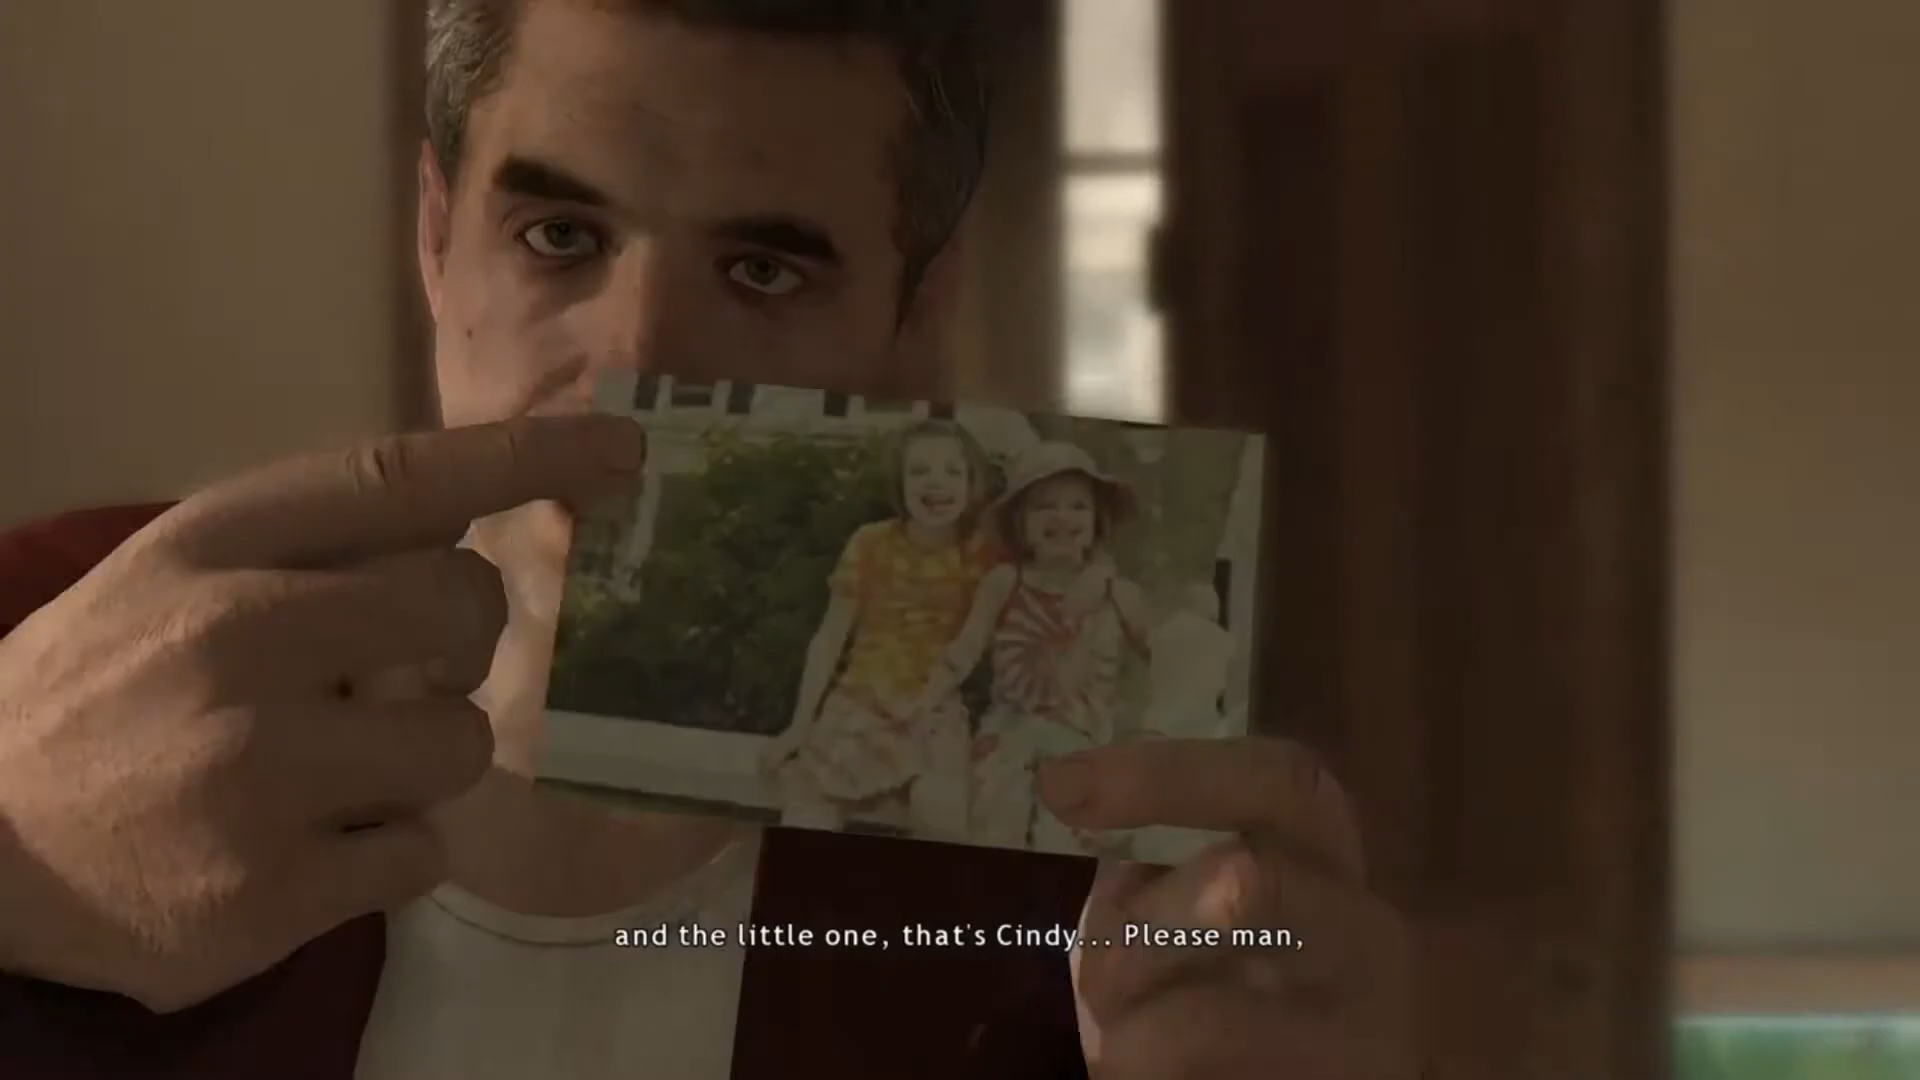 and the little one, that's Cindy... Please man,